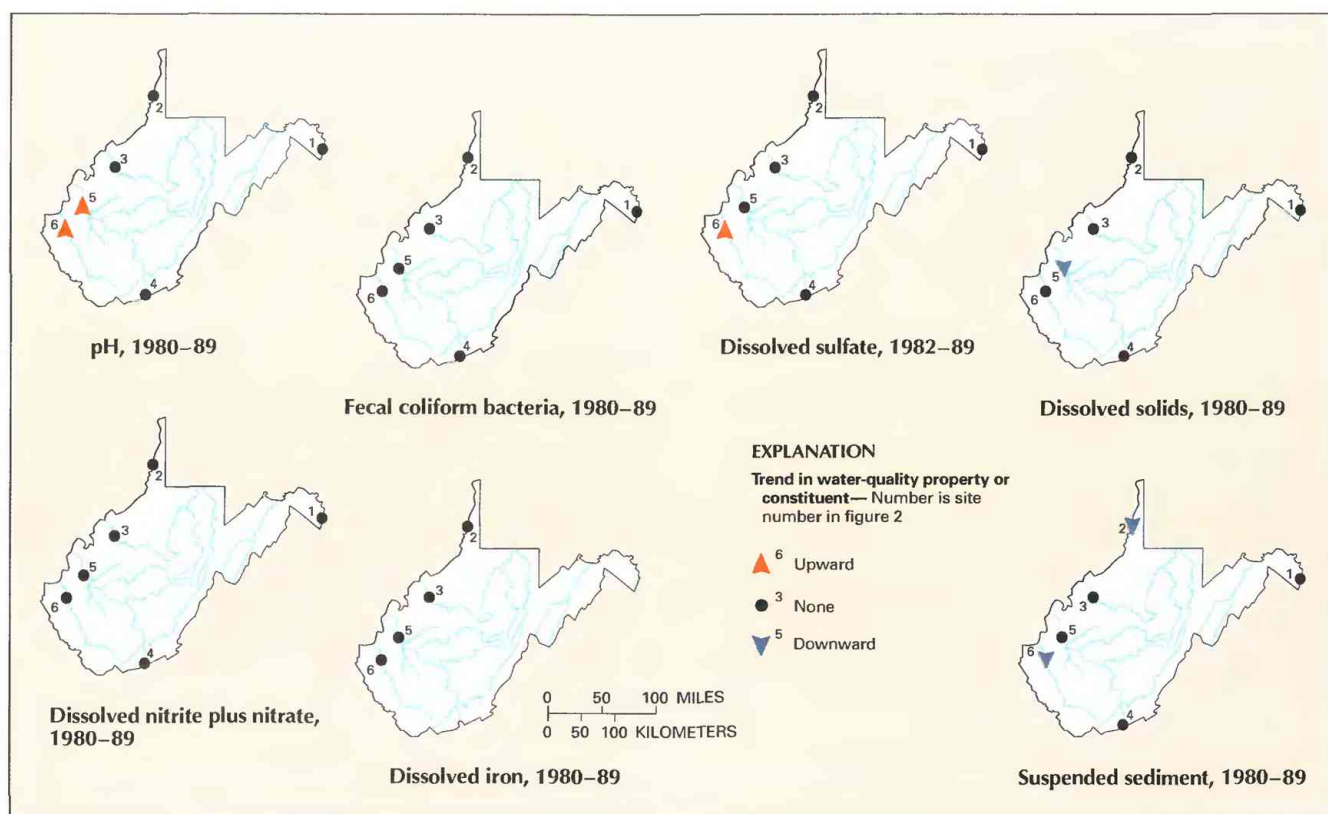 2
3
1
5
6
4
pH, 1980–89
2
3
1
5
6
4
Fecal coliform bacteria, 1980–89
2
3
1
5
6
4
Dissolved sulfate, 1982–89
2
3
1
5
6
4
Dissolved solids, 1980–89
2
3
1
5
6
4
Dissolved nitrite plus nitrate,
1980–89
2
3
5
6
Dissolved iron, 1980–89
EXPLANATION
Trend in water-quality property or
constituent— Number is site
number in figure 2
6 Upward
3 None
5 Downward
0 50 100 MILES
0 50 100 KILOMETERS
2
1
3
5
6
4
Suspended sediment, 1980–89